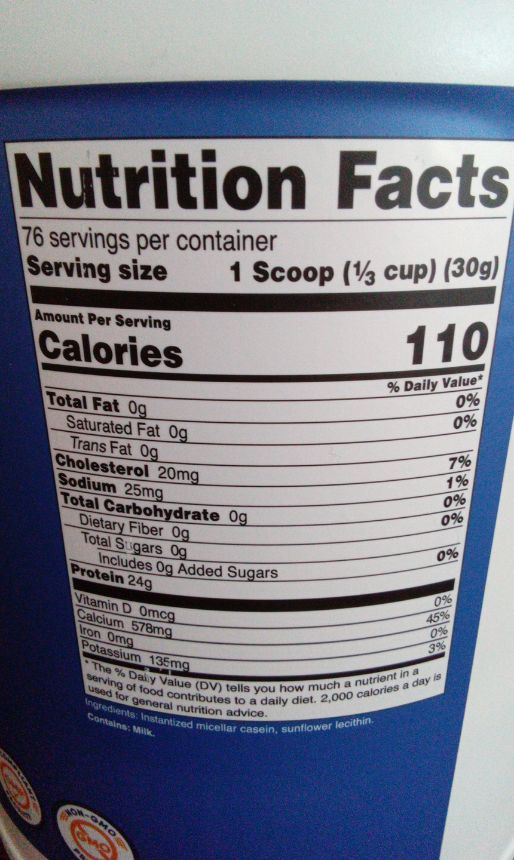 Nutrition Facts
76 servings per container
Serving size 1 Scoop (⅓ cup) (30g)
Amount Per Serving
Calories 110
% Daily Value*
Total Fat 0g 0%
Saturated Fat 0g 0%
Trans Fat 0g
Cholesterol 20mg 7%
Sodium 25mg 1%
Total Carbohydrate 0g 0%
Dietary Fiber 0g 0%
Total Sugars 0g
Includes 0g Added Sugars 0%
Protein 24g
Vitamin D 0mcg 0%
Calcium 578mg 45%
Iron 0mg 0%
Potassium 135mg 3%
* The % Daily Value (DV) tells you how much a nutrient in a
serving of food contributes to a daily diet. 2,000 calories a day is
used for general nutrition advice.
Ingredients: Instantized micellar casein, sunflower lecithin.
Contains: Milk.
NON-GMO
GMO